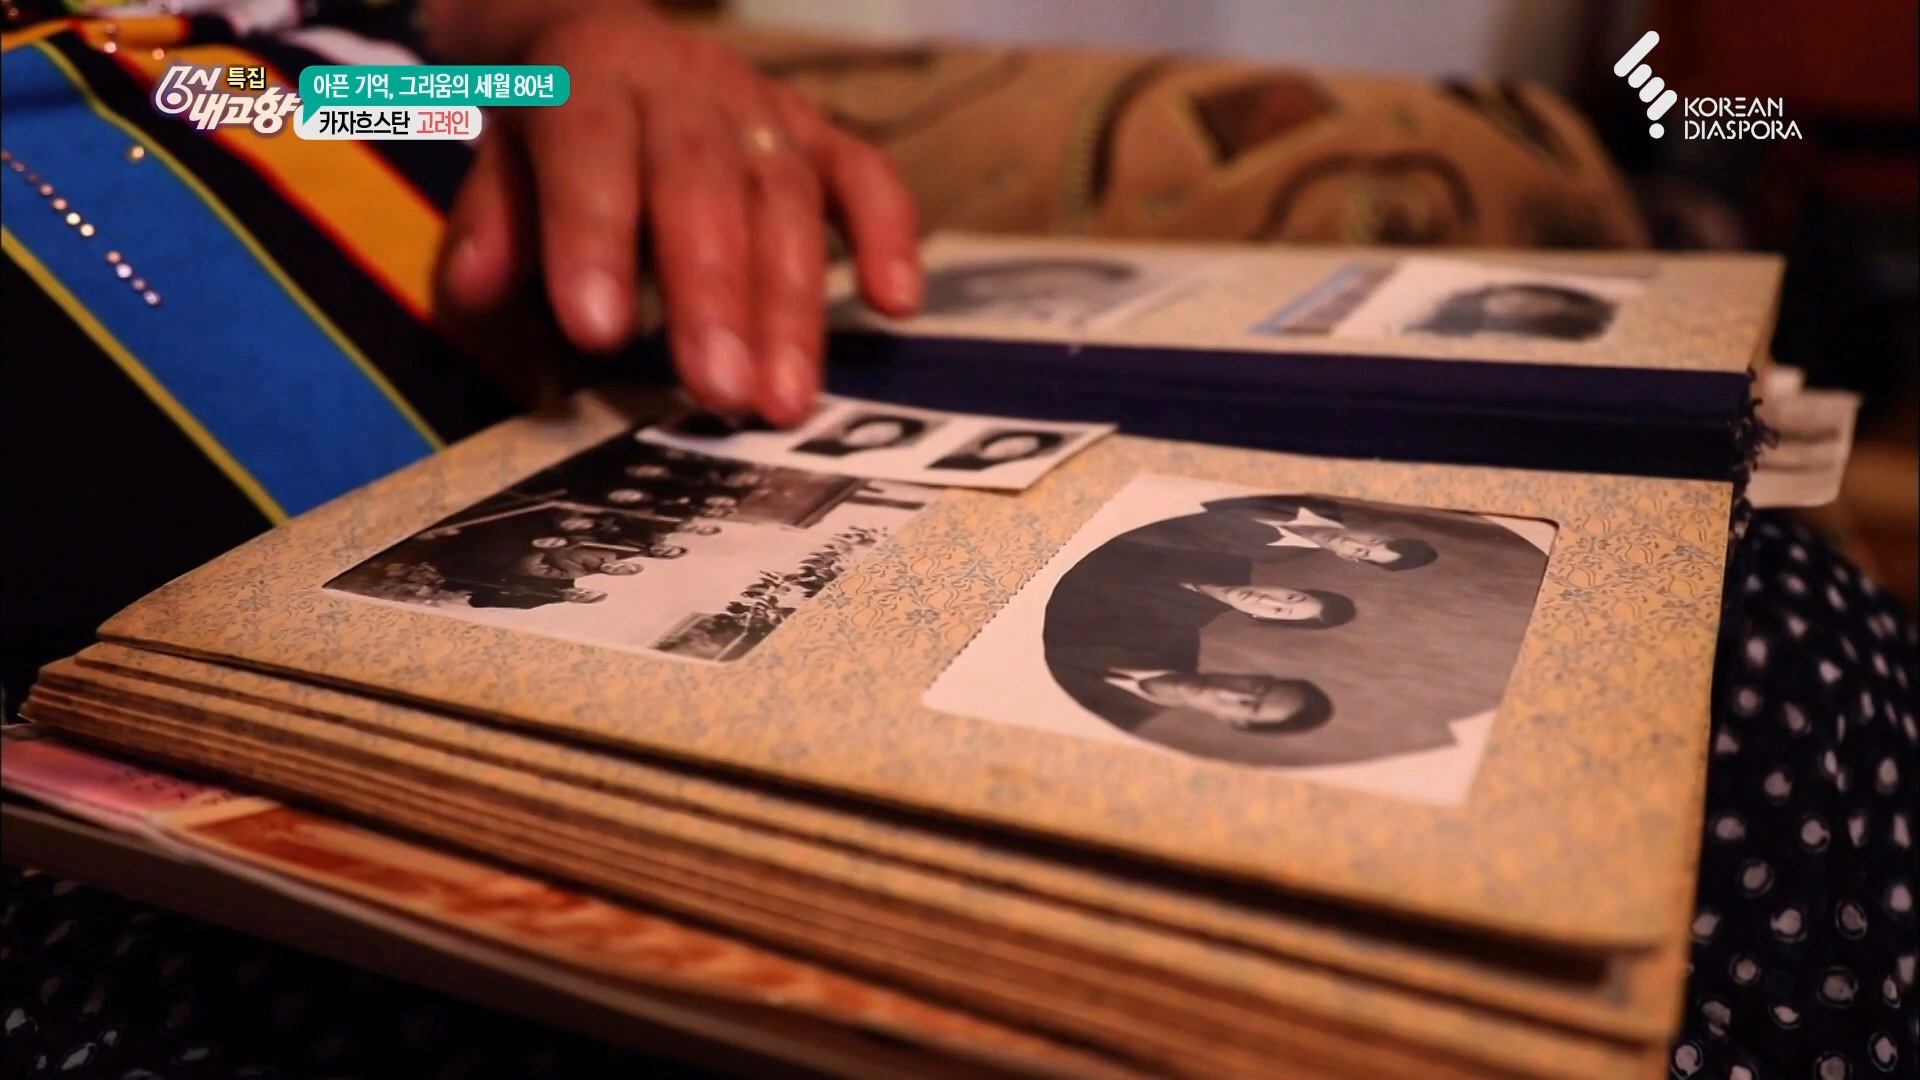 6시 내고향 특집
아픈 기억, 그리움의 세월 80년
카자흐스탄 고려인
KOREAN
DIASPORA